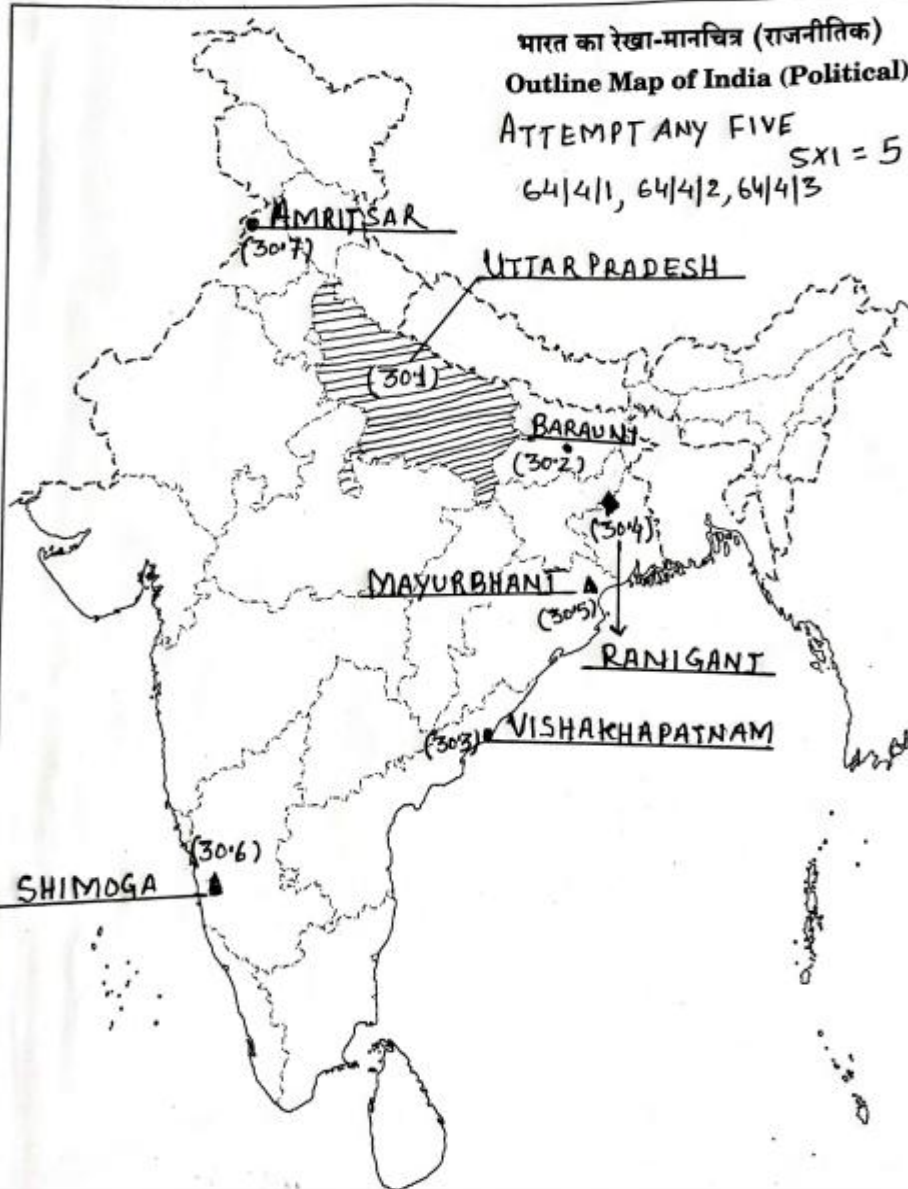 भारत का रेखा-मानचित्र (राजनीतिक)
Outline Map of India (Political)
ATTEMPT ANY FIVE
5X1 = 5
64/4/1, 64/4/2, 64/4/3
AMRITSAR
(30.7)
UTTAR PRADESH
(30.1)
BARAUNI
(30.2)
(30.4)
MAYURBHANJ
(30.5)
RANIGANJ
(30.3) VISHAKHAPATNAM
(30.6)
SHIMOGA